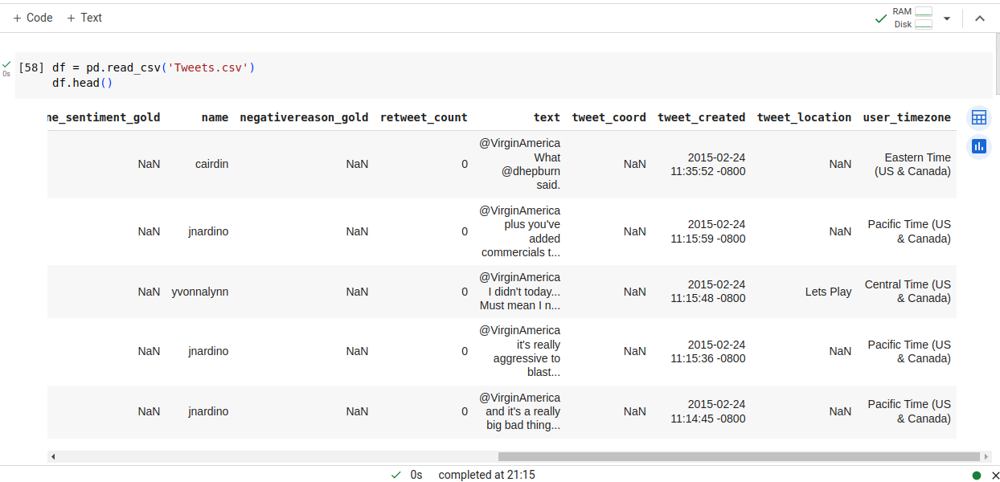 + Code + Text
RAM
Disk
[58] df = pd.read_csv('Tweets.csv')
0s
df.head()
ne_sentiment_gold name negativereason_gold retweet_count text tweet_coord tweet_created tweet_location user_timezone
NaN cairdin NaN 0 @VirginAmerica What @dhepburn said. NaN 2015-02-24 11:35:52 -0800 NaN Eastern Time (US & Canada)
NaN jnardino NaN 0 @VirginAmerica plus you've added commercials t... NaN 2015-02-24 11:15:59 -0800 NaN Pacific Time (US & Canada)
NaN yvonnalynn NaN 0 @VirginAmerica I didn't today... Must mean I n... NaN 2015-02-24 11:15:48 -0800 Lets Play Central Time (US & Canada)
NaN jnardino NaN 0 @VirginAmerica it's really aggressive to blast... NaN 2015-02-24 11:15:36 -0800 NaN Pacific Time (US & Canada)
NaN jnardino NaN 0 @VirginAmerica and it's a really big bad thing... NaN 2015-02-24 11:14:45 -0800 NaN Pacific Time (US & Canada)
0s completed at 21:15